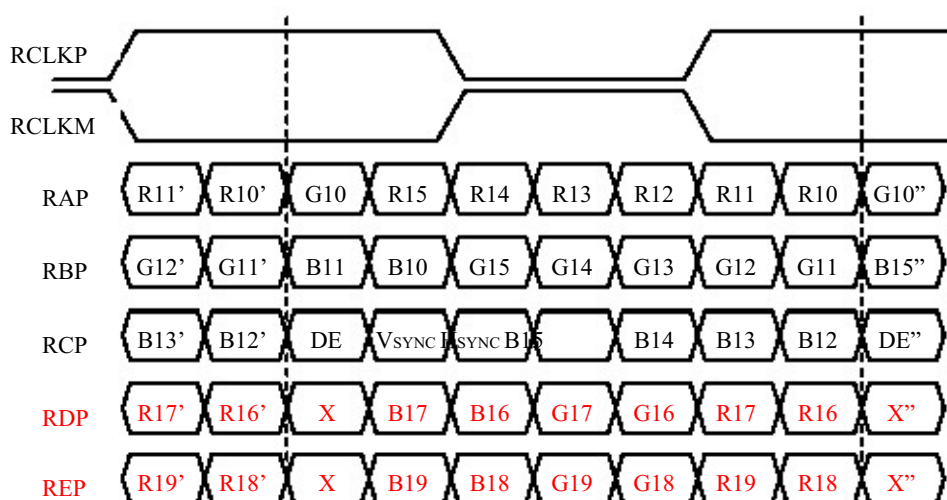 RCLKP
RCLKM
RAP R11’ R10’ G10 R15 R14 R13 R12 R11 R10 G10”
RBP G12’ G11’ B11 B10 G15 G14 G13 G12 G11 B15”
RCP B13’ B12’ DE VSYNC HSYNC B15 B14 B13 B12 DE”
RDP R17’ R16’ X B17 B16 G17 G16 R17 R16 X”
REP R19’ R18’ X B19 B18 G19 G18 R19 R18 X”